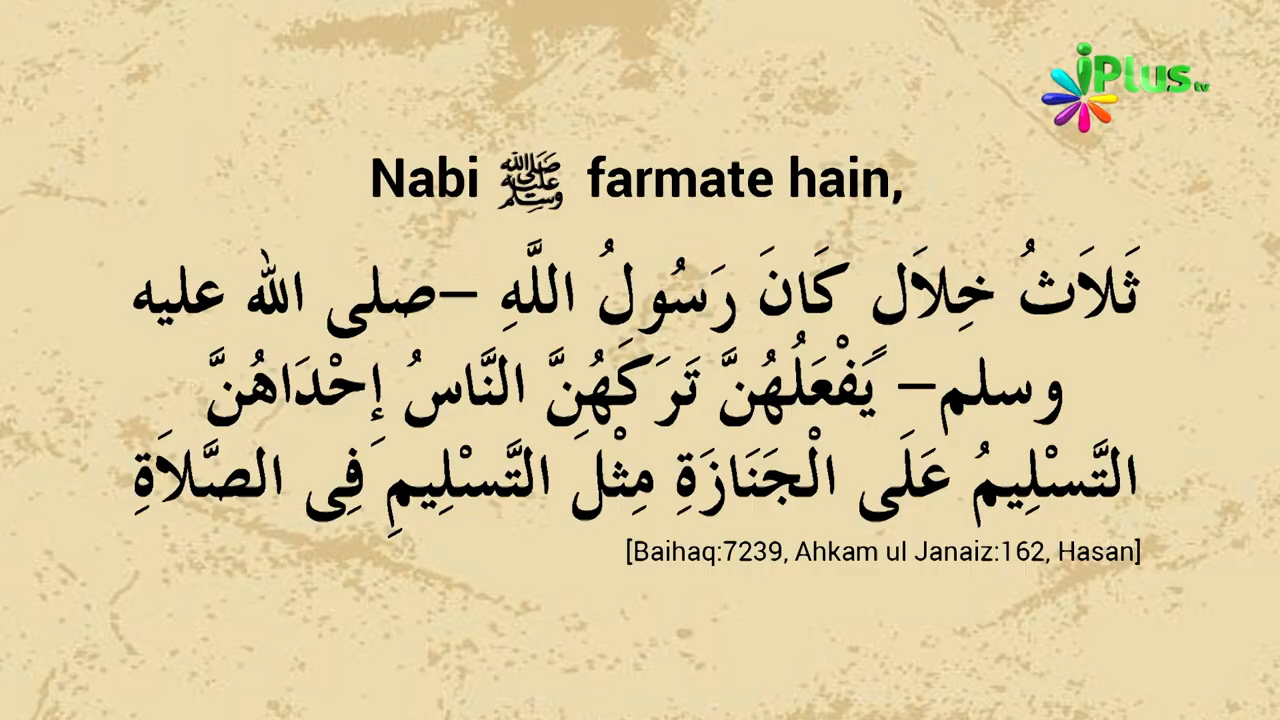 iPlus tv
Nabi ﷺ farmate hain,
ثَلاَثُ خِلاَلٍ كَانَ رَسُولُ اللَّهِ –صلى الله عليه
وسلم– يَفْعَلُهُنَّ تَرَكَهُنَّ النَّاسُ إِحْدَاهُنَّ
التَّسْلِيمُ عَلَى الْجَنَازَةِ مِثْلَ التَّسْلِيمِ فِى الصَّلاَةِ
[Baihaq:7239, Ahkam ul Janaiz:162, Hasan]